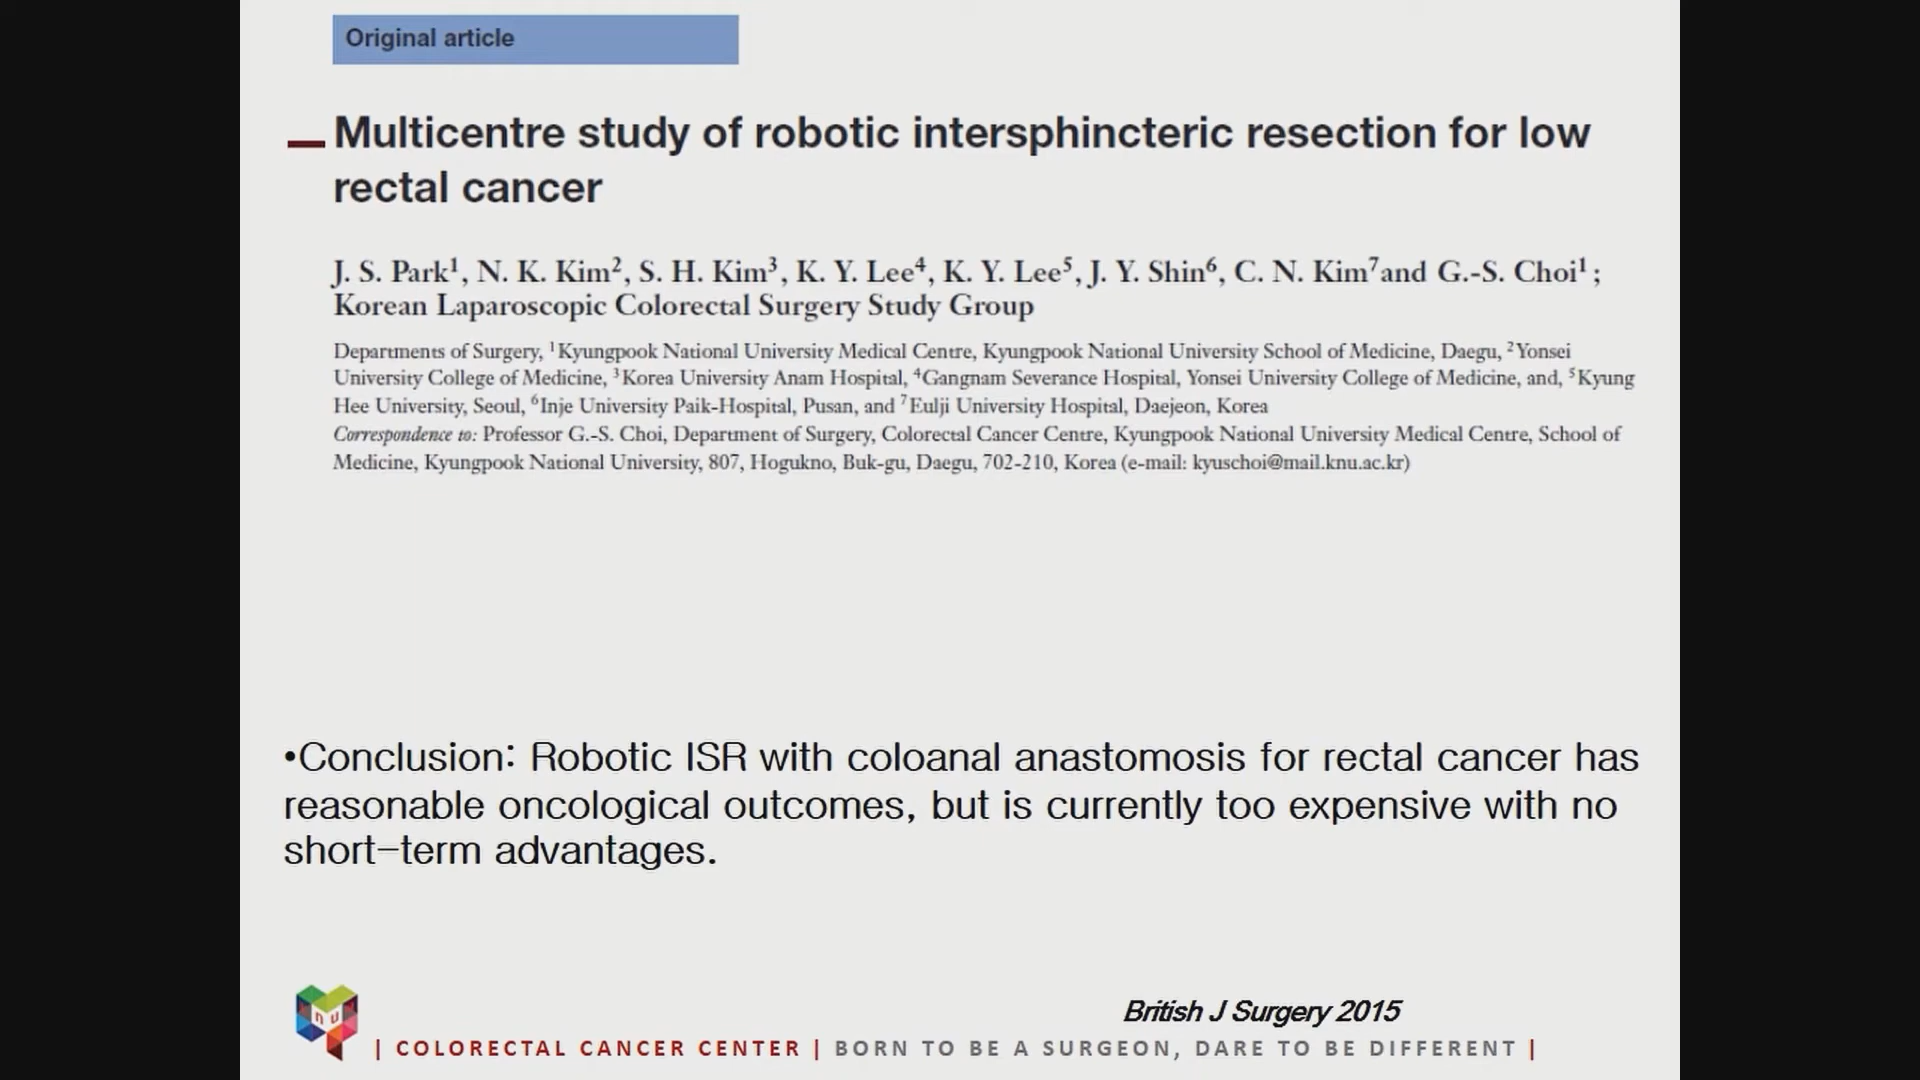 Original article
Multicentre study of robotic intersphincteric resection for low
rectal cancer
J. S. Park¹, N. K. Kim², S. H. Kim³, K. Y. Lee⁴, K. Y. Lee⁵, J. Y. Shin⁶, C. N. Kim⁷and G.-S. Choi¹;
Korean Laparoscopic Colorectal Surgery Study Group
Departments of Surgery, ¹Kyungpook National University Medical Centre, Kyungpook National University School of Medicine, Daegu, ²Yonsei
University College of Medicine, ³Korea University Anam Hospital, ⁴Gangnam Severance Hospital, Yonsei University College of Medicine, and, ⁵Kyung
Hee University, Seoul, ⁶Inje University Paik-Hospital, Pusan, and ⁷Eulji University Hospital, Daejeon, Korea
Correspondence to: Professor G.-S. Choi, Department of Surgery, Colorectal Cancer Centre, Kyungpook National University Medical Centre, School of
Medicine, Kyungpook National University, 807, Hogukno, Buk-gu, Daegu, 702-210, Korea (e-mail: kyuschoi@mail.knu.ac.kr)
•Conclusion: Robotic ISR with coloanal anastomosis for rectal cancer has
reasonable oncological outcomes, but is currently too expensive with no
short-term advantages.
British J Surgery 2015
| COLORECTAL CANCER CENTER | BORN TO BE A SURGEON, DARE TO BE DIFFERENT |